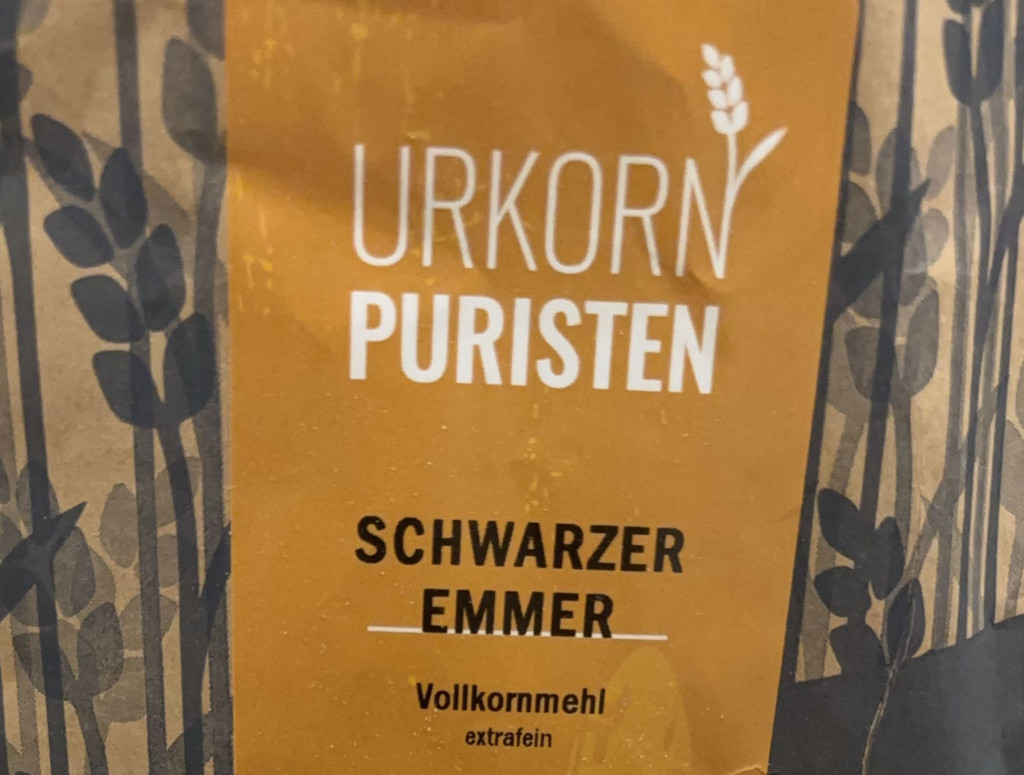 URKORN
PURISTEN
SCHWARZER
EMMER
Vollkornmehl
extrafein